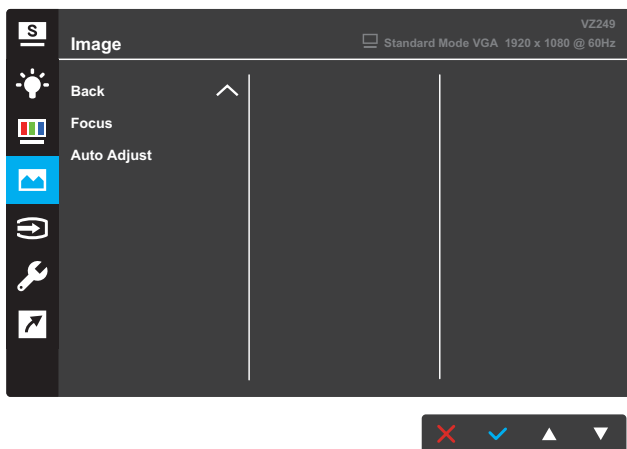 S
VZ249
Image
Standard Mode VGA 1920 x 1080 @ 60Hz
Back
Focus
Auto Adjust